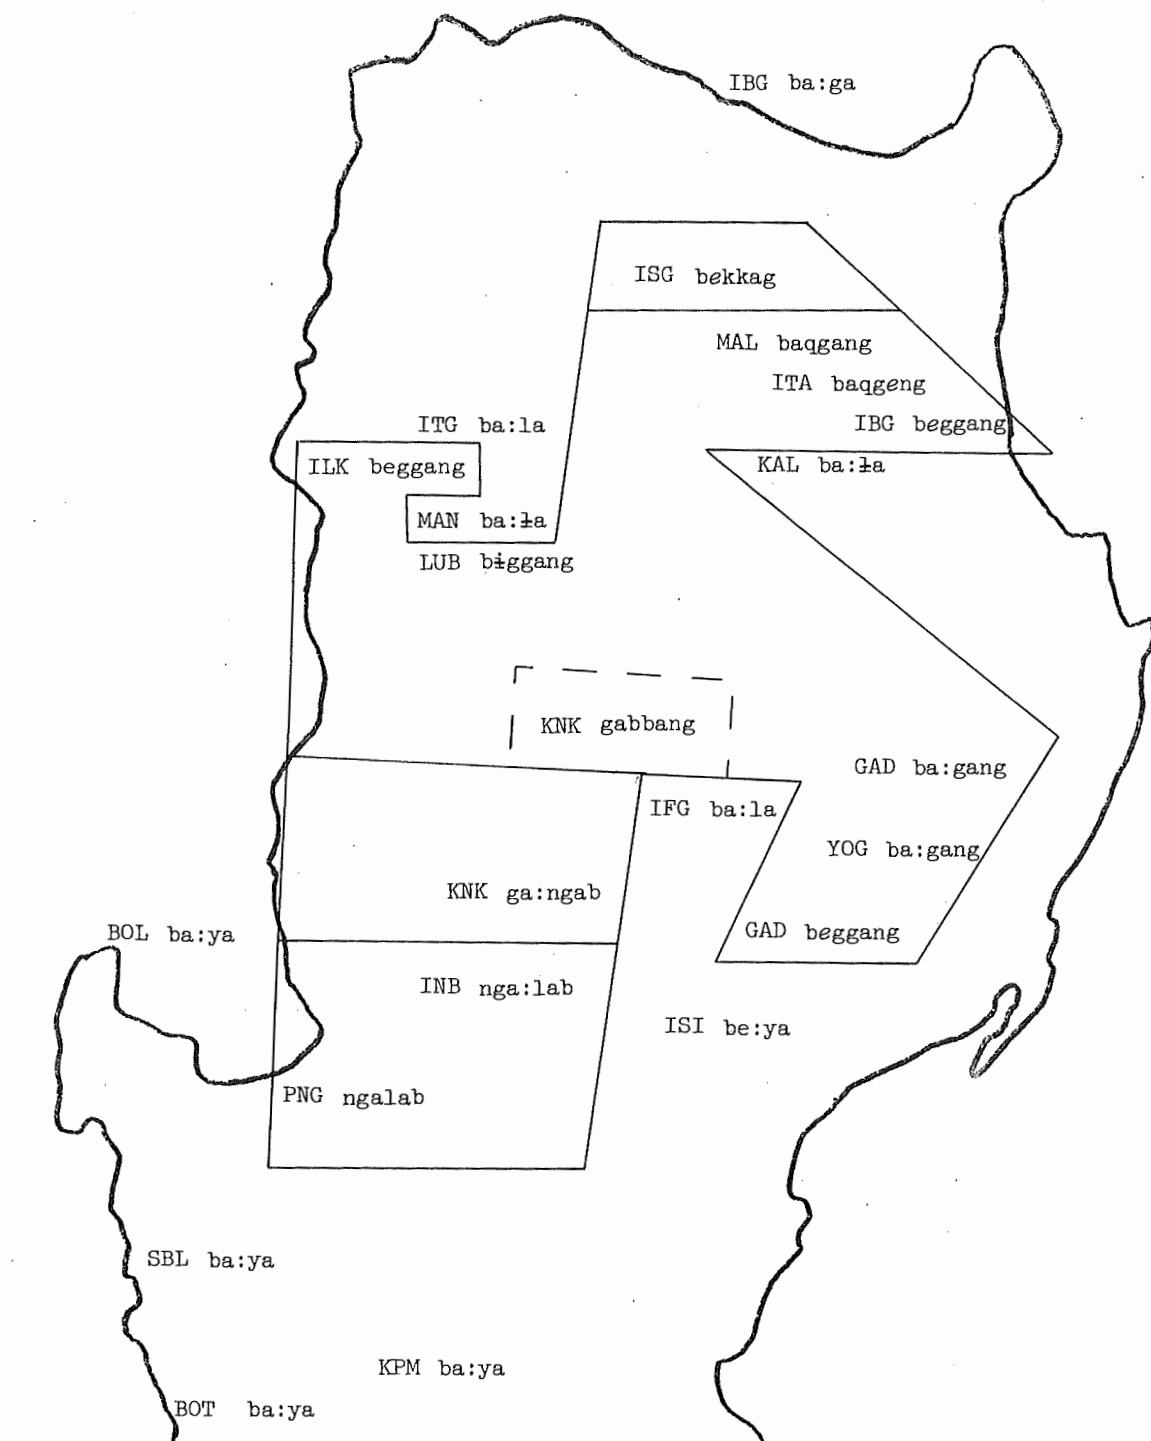 IBG ba:ga
ISG bekkag
MAL baqgang
ITA baqgeng
IBG beggang
ITG ba:la
KAL ba:ɫa
ILK beggang
MAN ba:ɫa
LUB bɨggang
KNK gabbang
GAD ba:gang
IFG ba:la
YOG ba:gang
KNK ga:ngab
GAD beggang
BOL ba:ya
INB nga:lab
ISI be:ya
PNG ngalab
SBL ba:ya
KPM ba:ya
BOT ba:ya